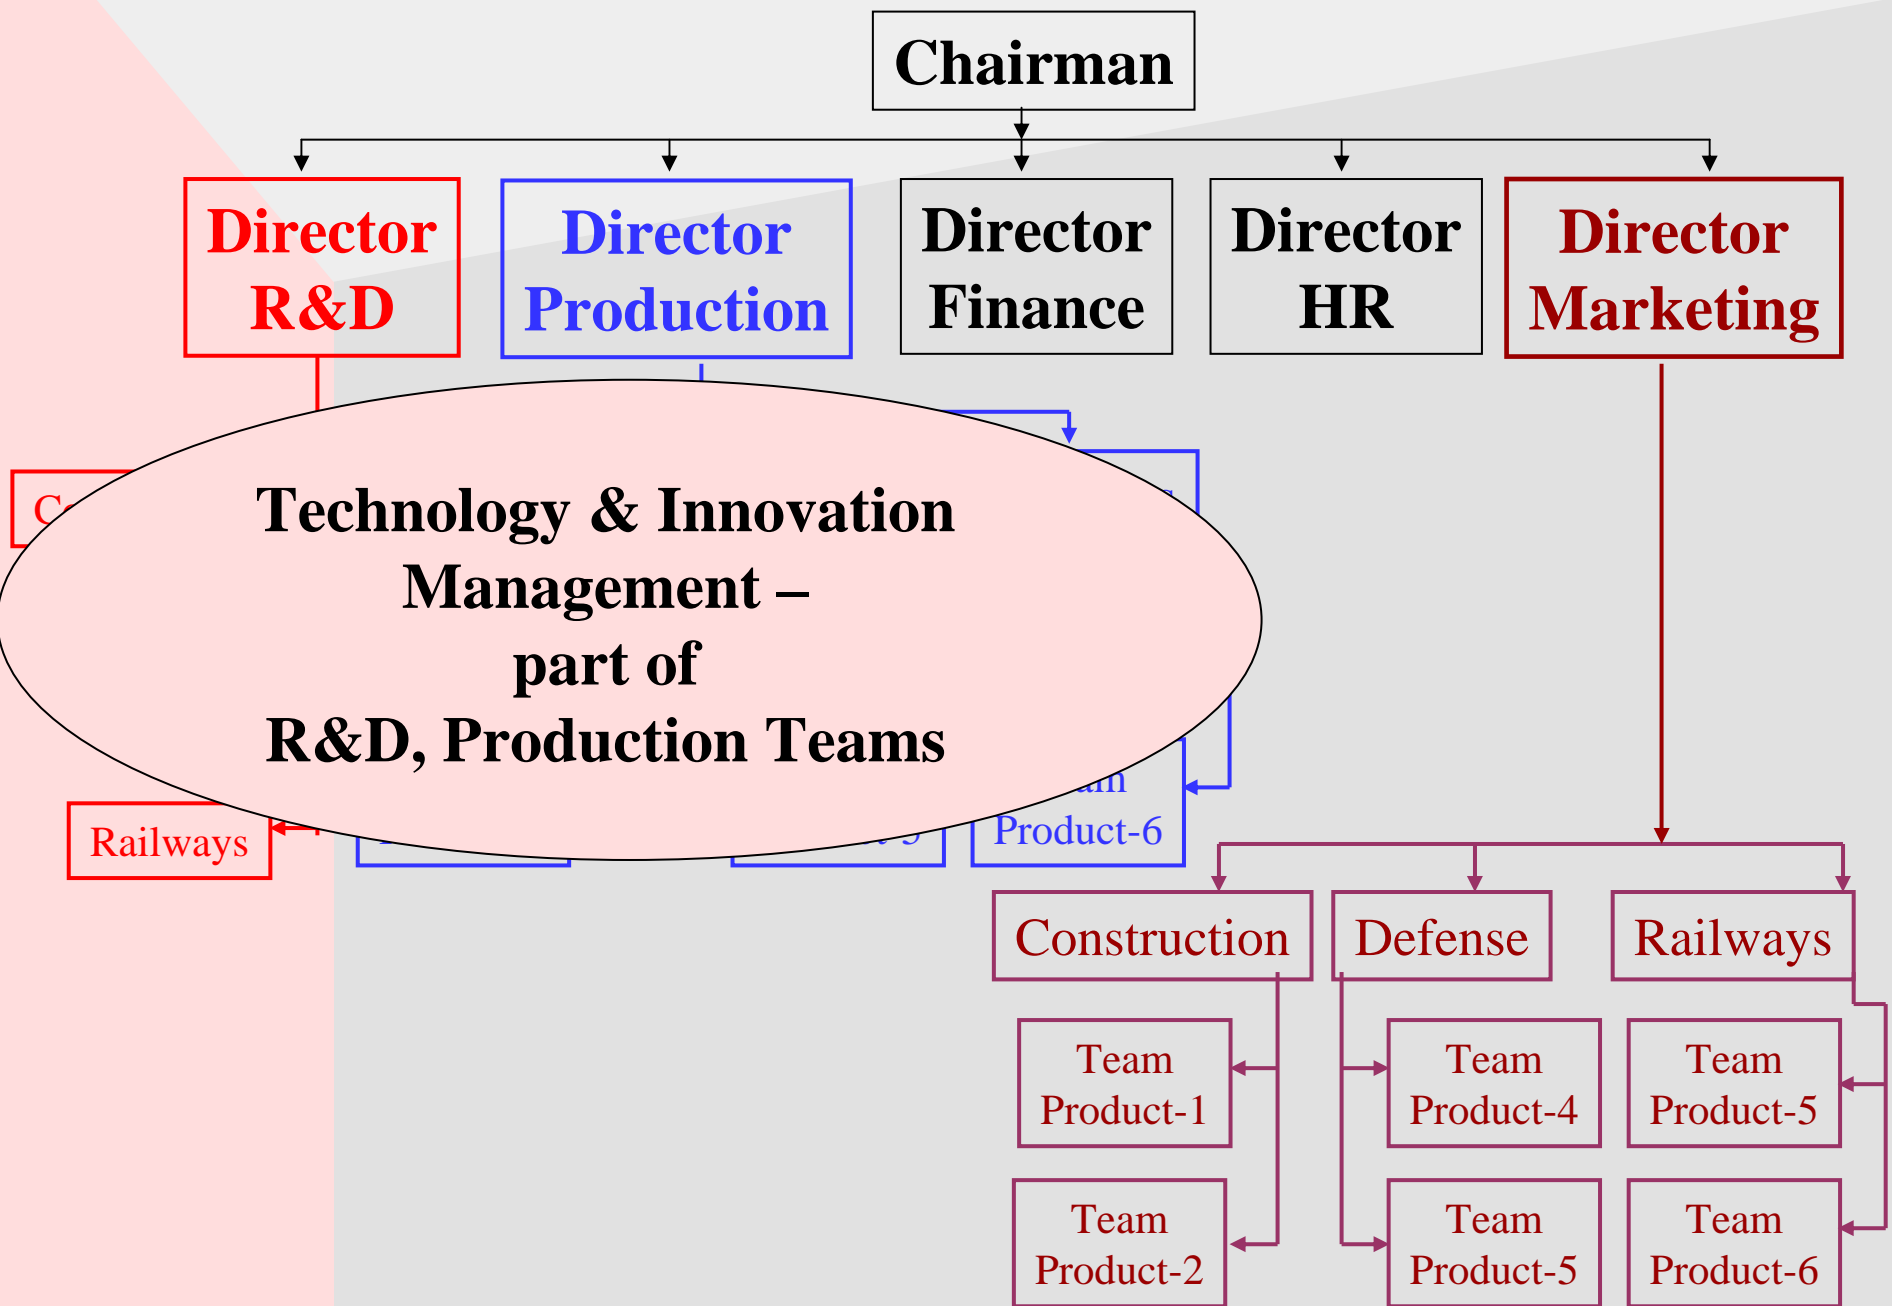 Chairman
Director
R&D
Director
Production
Director
Finance
Director
HR
Director
Marketing
Technology & Innovation
Management –
part of
R&D, Production Teams
Railways
Product-6
Construction
Defense
Railways
Team
Product-1
Team
Product-4
Team
Product-5
Team
Product-2
Team
Product-5
Team
Product-6